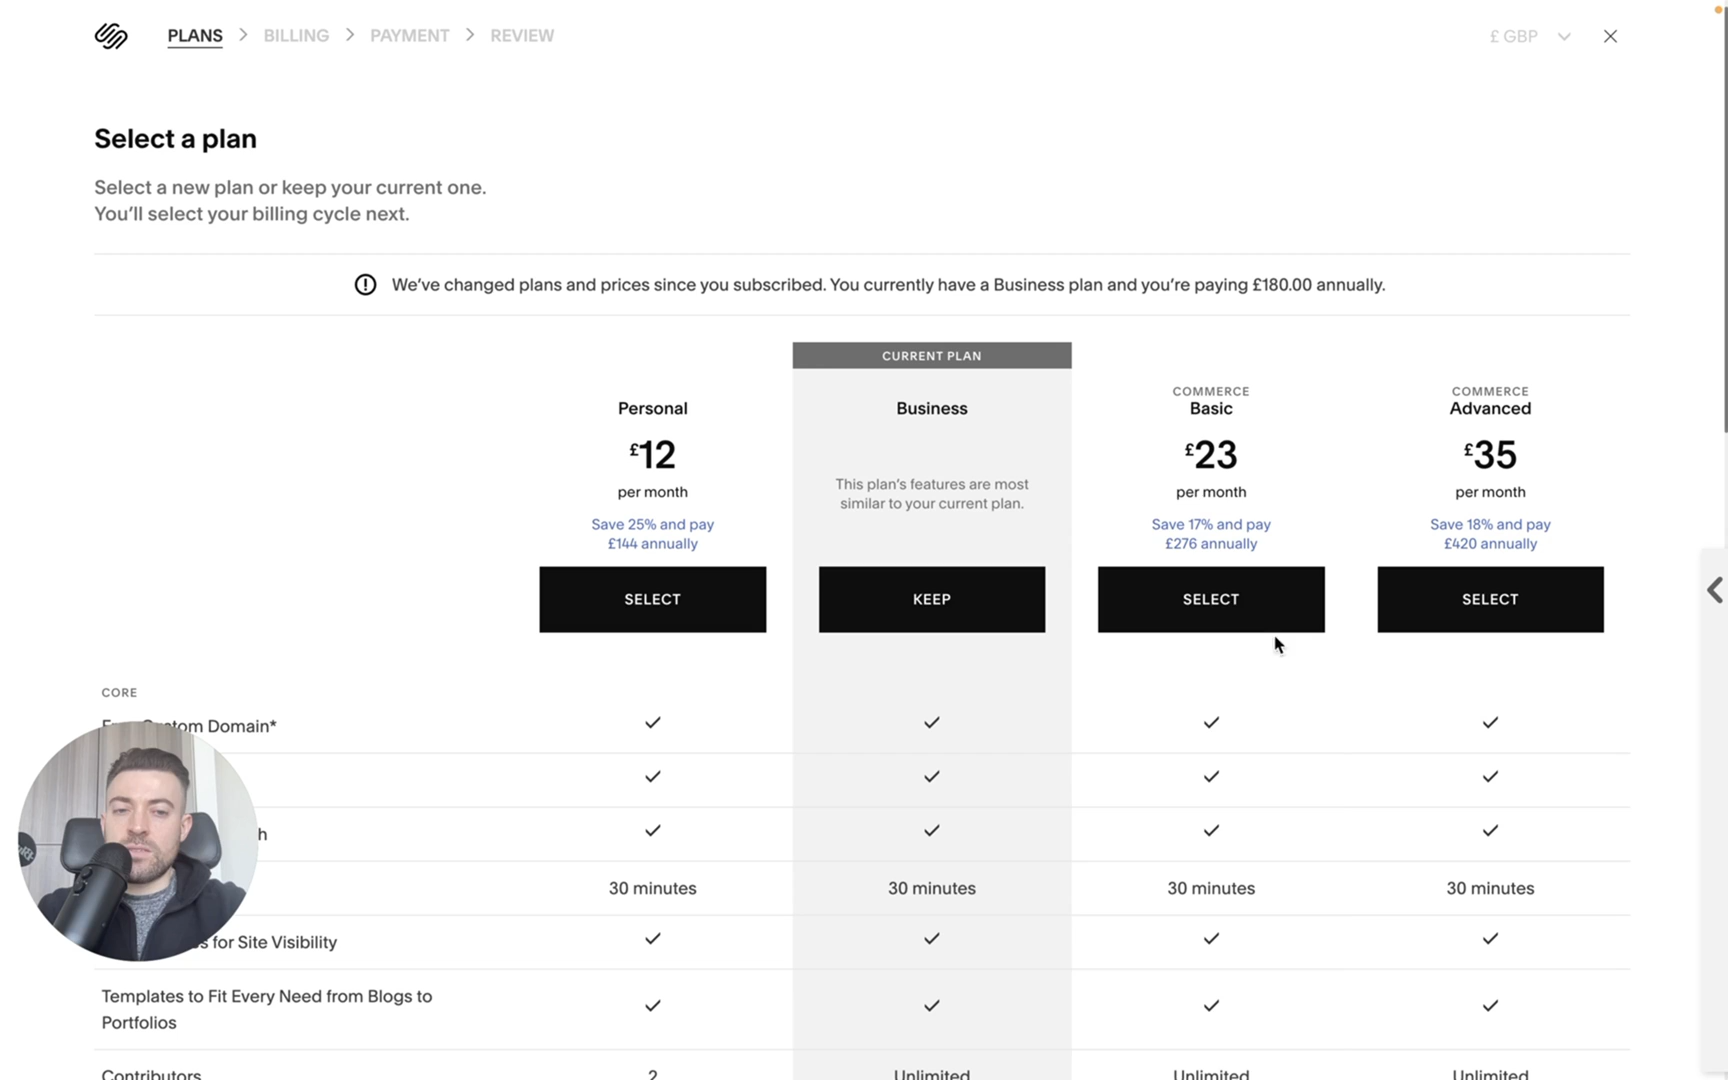 PLANS > BILLING > PAYMENT > REVIEW
£ GBP
Select a plan
Select a new plan or keep your current one.
You’ll select your billing cycle next.
We’ve changed plans and prices since you subscribed. You currently have a Business plan and you’re paying £180.00 annually.
CURRENT PLAN
Personal
£12
per month
Save 25% and pay
£144 annually
SELECT
Business
This plan’s features are most
similar to your current plan.
KEEP
COMMERCE
Basic
£23
per month
Save 17% and pay
£276 annually
SELECT
COMMERCE
Advanced
£35
per month
Save 18% and pay
£420 annually
SELECT
CORE
Domain*
30 minutes 30 minutes 30 minutes 30 minutes
for Site Visibility
Templates to Fit Every Need from Blogs to
Portfolios
Contributors 2 Unlimited Unlimited Unlimited